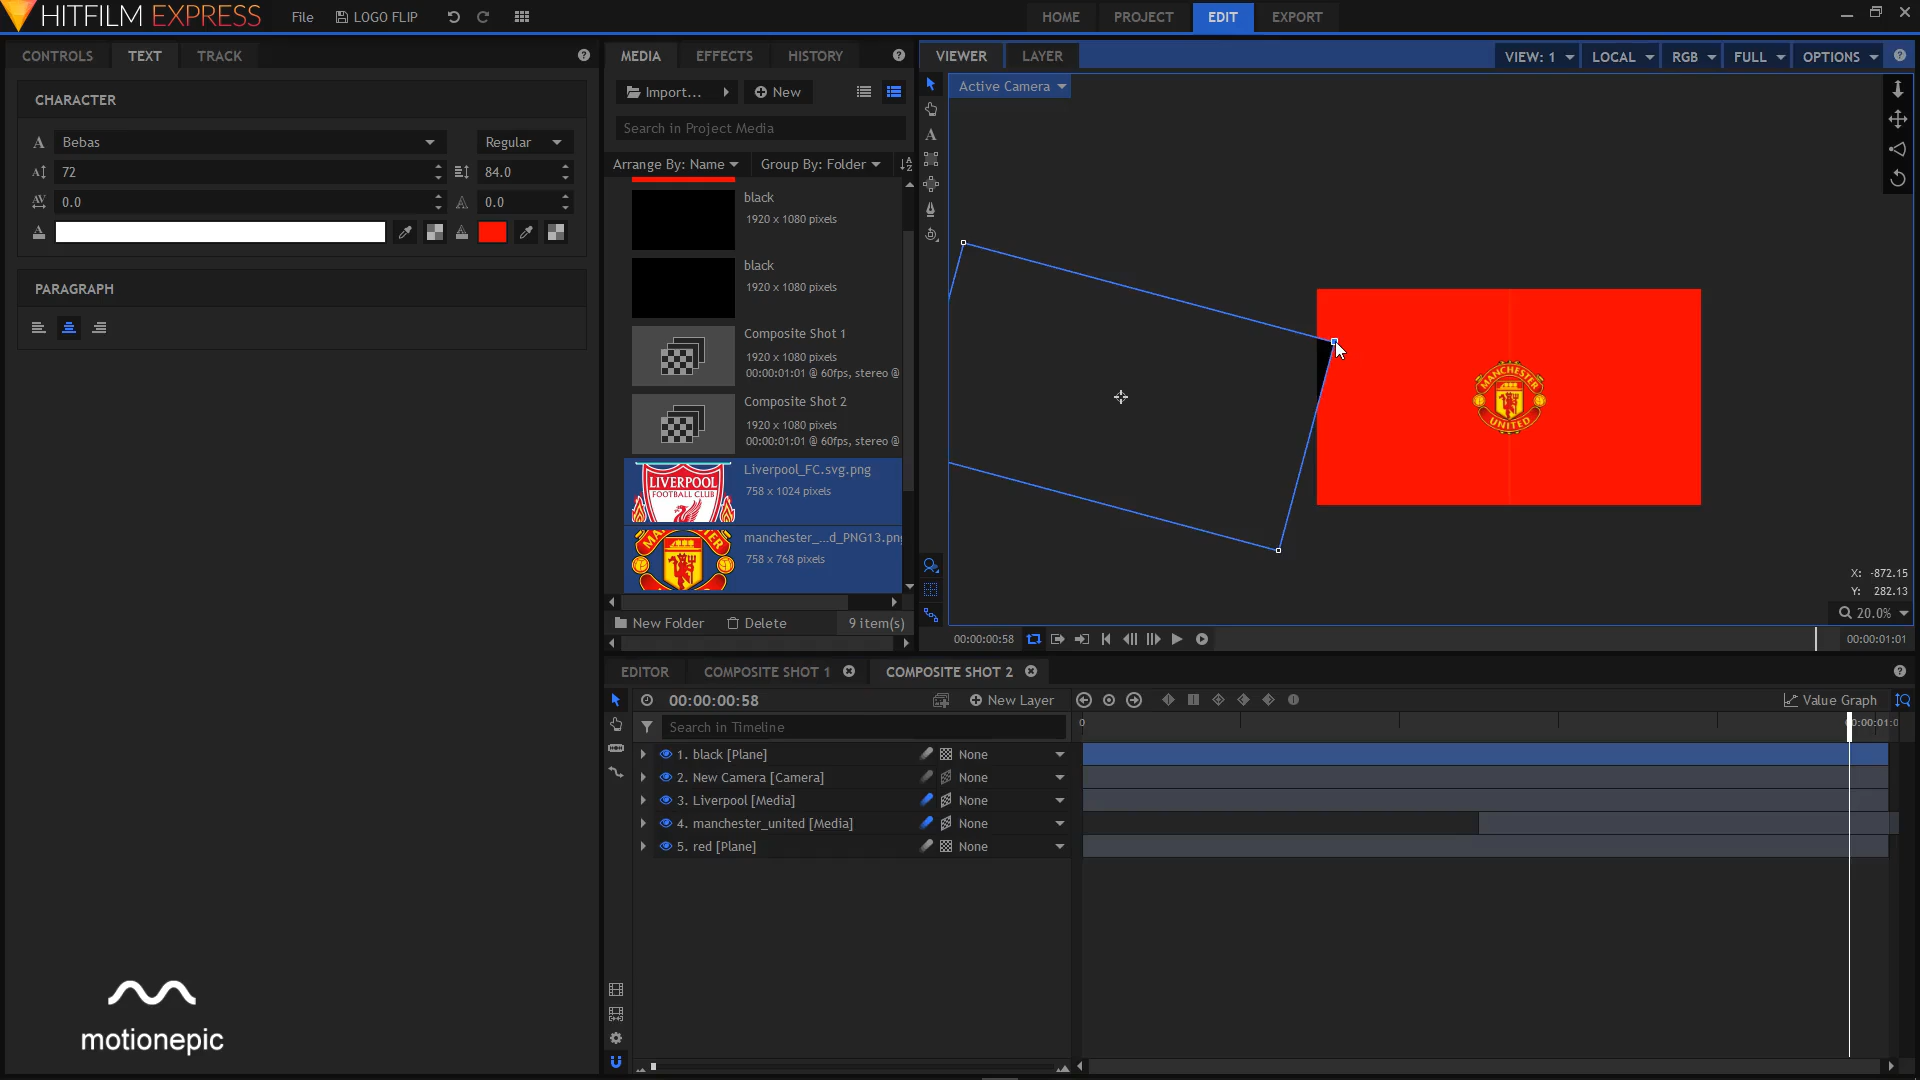 HITFILM EXPRESS
File
LOGO FLIP
HOME
PROJECT
EDIT
EXPORT
CONTROLS
TEXT
TRACK
CHARACTER
Bebas
Regular
72
84.0
0.0
0.0
PARAGRAPH
motionepic
MEDIA
EFFECTS
HISTORY
Import...
New
Search in Project Media
Arrange By: Name
Group By: Folder
black
1920 x 1080 pixels
black
1920 x 1080 pixels
Composite Shot 1
1920 x 1080 pixels
00:00:01:01 @ 60fps, stereo @
Composite Shot 2
1920 x 1080 pixels
00:00:01:01 @ 60fps, stereo @
LIVERPOOL
FOOTBALL CLUB
Liverpool_FC.svg.png
758 x 1024 pixels
MANCHESTER
manchester_...d_PNG13.png
758 x 768 pixels
New Folder
Delete
9 item(s)
VIEWER
LAYER
VIEW: 1
LOCAL
RGB
FULL
OPTIONS
Active Camera
MANCHESTER
UNITED
X: -872.15
Y: 282.13
20.0%
00:00:00:58
00:00:01:01
EDITOR
COMPOSITE SHOT 1
COMPOSITE SHOT 2
00:00:00:58
New Layer
Value Graph
Search in Timeline
0
00:00:01:0
1. black [Plane]
None
2. New Camera [Camera]
None
3. Liverpool [Media]
None
4. manchester_united [Media]
None
5. red [Plane]
None